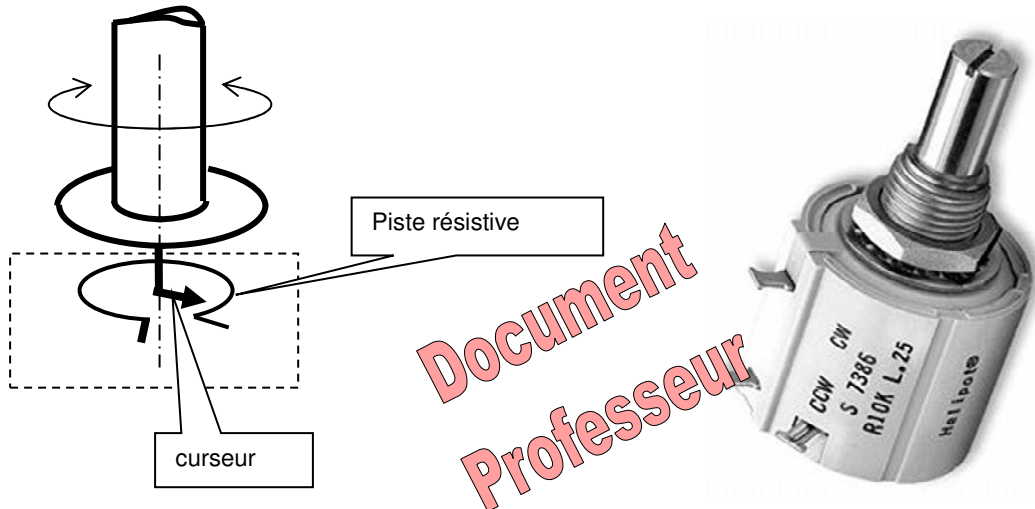 Piste résistive
curseur
Document
Professeur
CCW CW
S 7386
R10K L.25
Helipot®